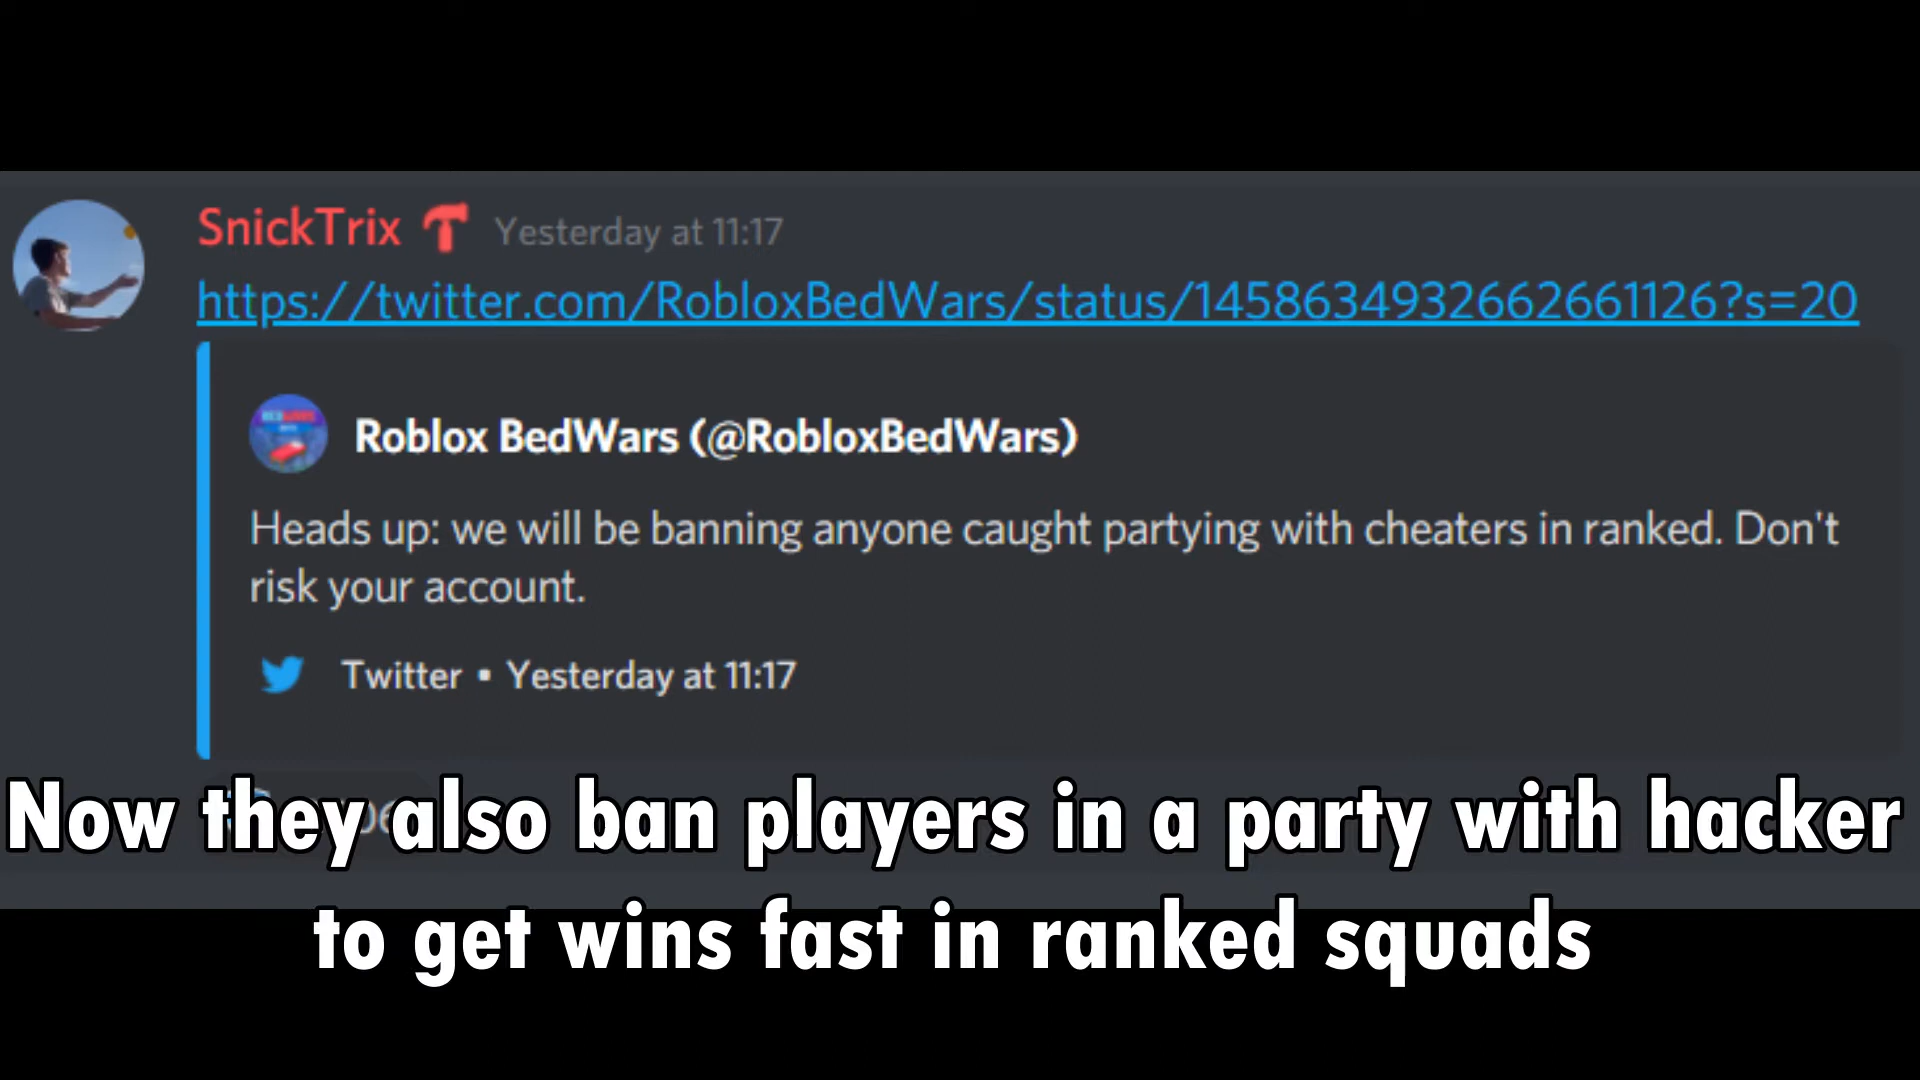 SnickTrix Yesterday at 11:17
https://twitter.com/RobloxBedWars/status/1458634932662661126?s=20
Roblox BedWars (@RobloxBedWars)
Heads up: we will be banning anyone caught partying with cheaters in ranked. Don't
risk your account.
Twitter • Yesterday at 11:17
Now they also ban players in a party with hacker
to get wins fast in ranked squads